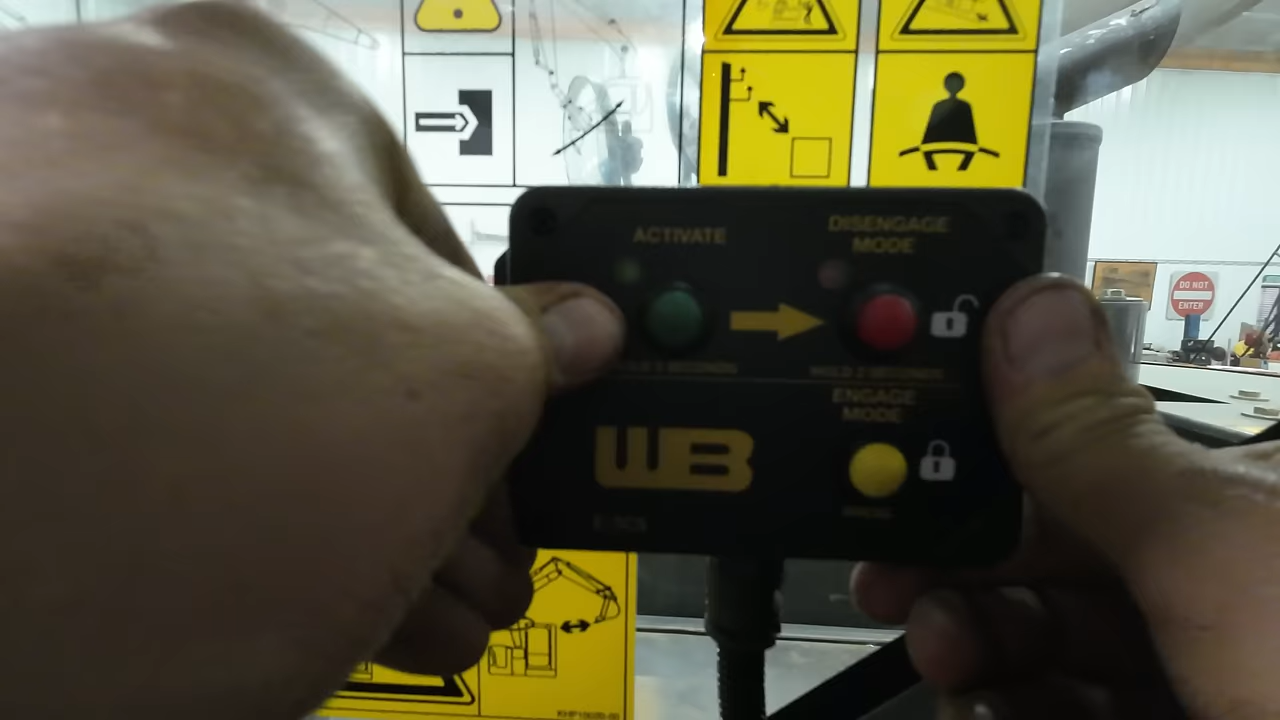 ACTIVATE
DISENGAGE
MODE
HOLD 2 SECONDS
ENGAGE
MODE
WB
DO NOT
ENTER